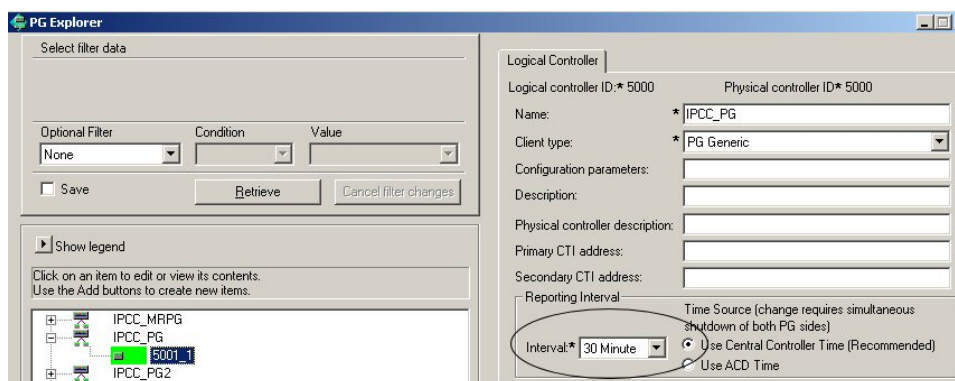 PG Explorer
Select filter data
Optional Filter Condition Value
None
Save Retrieve Cancel filter changes
Show legend
Click on an item to edit or view its contents.
Use the Add buttons to create new items.
IPCC_MRPG
IPCC_PG
5001_1
IPCC_PG2
Logical Controller
Logical controller ID:* 5000 Physical controller ID* 5000
Name: * IPCC_PG
Client type: * PG Generic
Configuration parameters:
Description:
Physical controller description:
Primary CTI address:
Secondary CTI address:
Reporting Interval
Interval:* 30 Minute
Time Source (change requires simultaneous
shutdown of both PG sides)
Use Central Controller Time (Recommended)
Use ACD Time